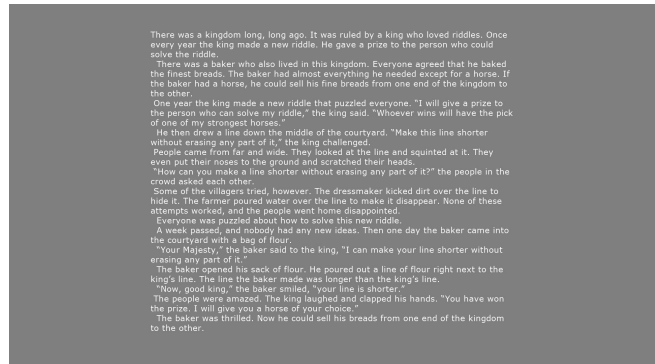 There was a kingdom long, long ago. It was ruled by a king who loved riddles. Once
every year the king made a new riddle. He gave a prize to the person who could
solve the riddle.
There was a baker who also lived in this kingdom. Everyone agreed that he baked
the finest breads. The baker had almost everything he needed except for a horse. If
the baker had a horse, he could sell his fine breads from one end of the kingdom to
the other.
One year the king made a new riddle that puzzled everyone. “I will give a prize to
the person who can solve my riddle,” the king said. “Whoever wins will have the pick
of one of my strongest horses.”
He then drew a line down the middle of the courtyard. “Make this line shorter
without erasing any part of it,” the king challenged.
People came from far and wide. They looked at the line and squinted at it. They
even put their noses to the ground and scratched their heads.
“How can you make a line shorter without erasing any part of it?” the people in the
crowd asked each other.
Some of the villagers tried, however. The dressmaker kicked dirt over the line to
hide it. The farmer poured water over the line to make it disappear. None of these
attempts worked, and the people went home disappointed.
Everyone was puzzled about how to solve this new riddle.
A week passed, and nobody had any new ideas. Then one day the baker came into
the courtyard with a bag of flour.
“Your Majesty,” the baker said to the king, “I can make your line shorter without
erasing any part of it.”
The baker opened his sack of flour. He poured out a line of flour right next to the
king’s line. The line the baker made was longer than the king’s line.
“Now, good king,” the baker smiled, “your line is shorter.”
The people were amazed. The king laughed and clapped his hands. “You have won
the prize. I will give you a horse of your choice.”
The baker was thrilled. Now he could sell his breads from one end of the kingdom
to the other.